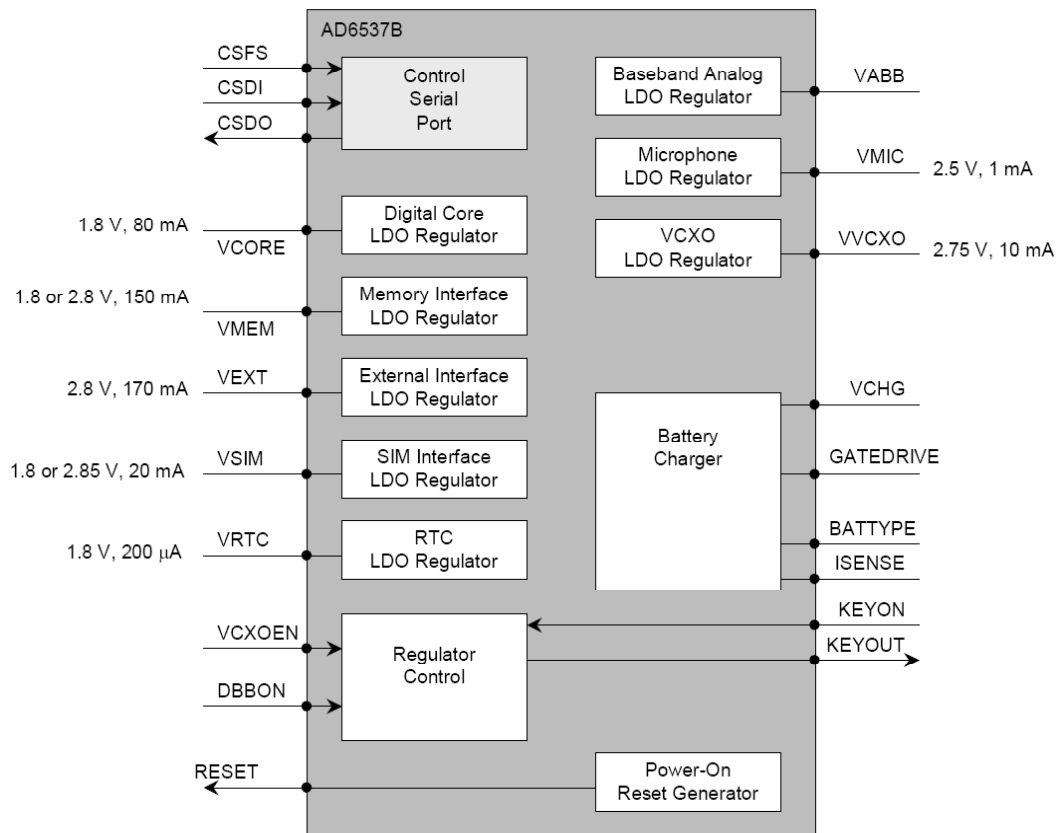 AD6537B
CSFS
CSDI
CSDO
Control
Serial
Port
Baseband Analog
LDO Regulator
VABB
Microphone
LDO Regulator
VMIC
2.5 V, 1 mA
1.8 V, 80 mA
VCORE
Digital Core
LDO Regulator
VCXO
LDO Regulator
VVCXO
2.75 V, 10 mA
1.8 or 2.8 V, 150 mA
VMEM
Memory Interface
LDO Regulator
2.8 V, 170 mA
VEXT
External Interface
LDO Regulator
1.8 or 2.85 V, 20 mA
VSIM
SIM Interface
LDO Regulator
1.8 V, 200 μA
VRTC
RTC
LDO Regulator
Battery
Charger
VCHG
GATEDRIVE
BATTYPE
ISENSE
VCXOEN
DBBON
Regulator
Control
KEYON
KEYOUT
RESET
Power-On
Reset Generator